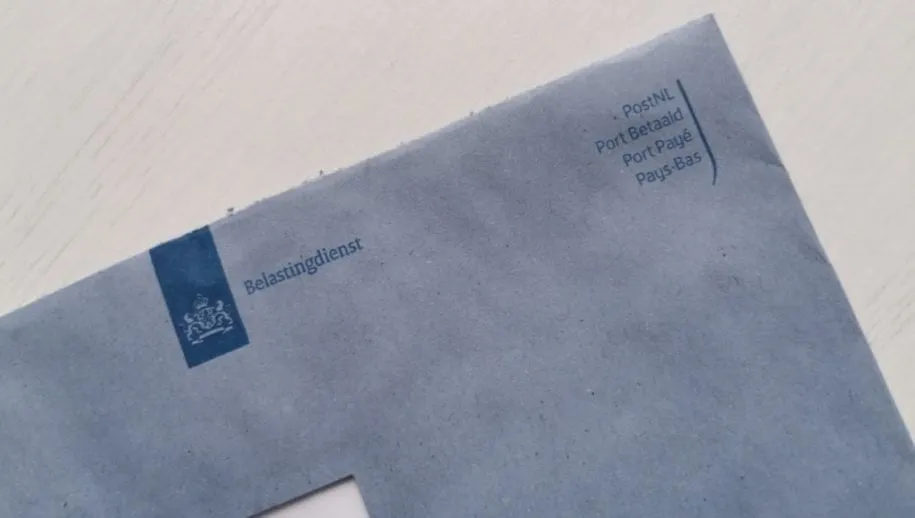 PostNL
Port Betaald
Port Payé
Pays-Bas
Belastingdienst